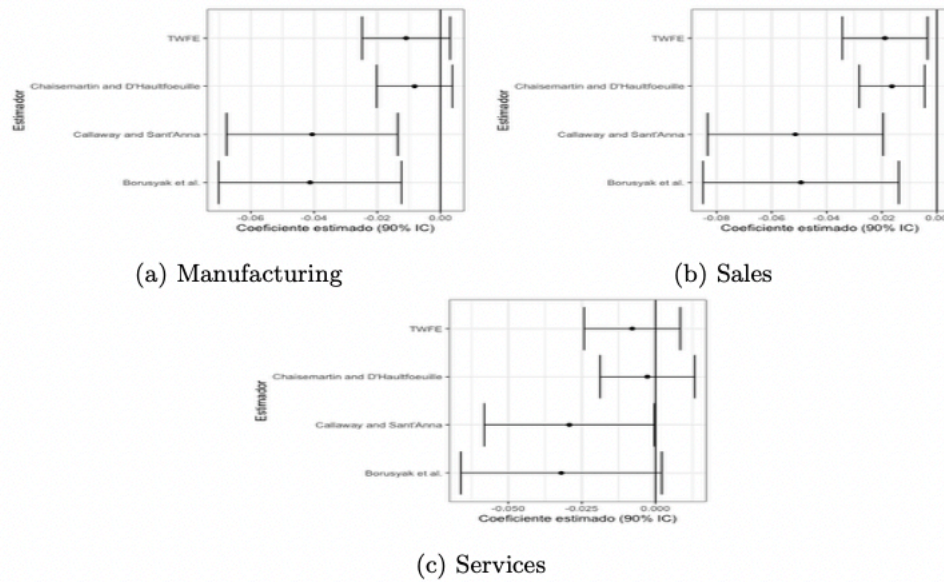 TWFE
Chaisemartin and D'Haultfoeuille
Callaway and Sant'Anna
Borusyak et al.
Estimador
-0.06 -0.04 -0.02 0.00
Coeficiente estimado (90% IC)
(a) Manufacturing
TWFE
Chaisemartin and D'Haultfoeuille
Callaway and Sant'Anna
Borusyak et al.
Estimador
-0.08 -0.06 -0.04 -0.02 0.00
Coeficiente estimado (90% IC)
(b) Sales
TWFE
Chaisemartin and D'Haultfoeuille
Callaway and Sant'Anna
Borusyak et al.
Estimador
-0.050 -0.025 0.000
Coeficiente estimado (90% IC)
(c) Services